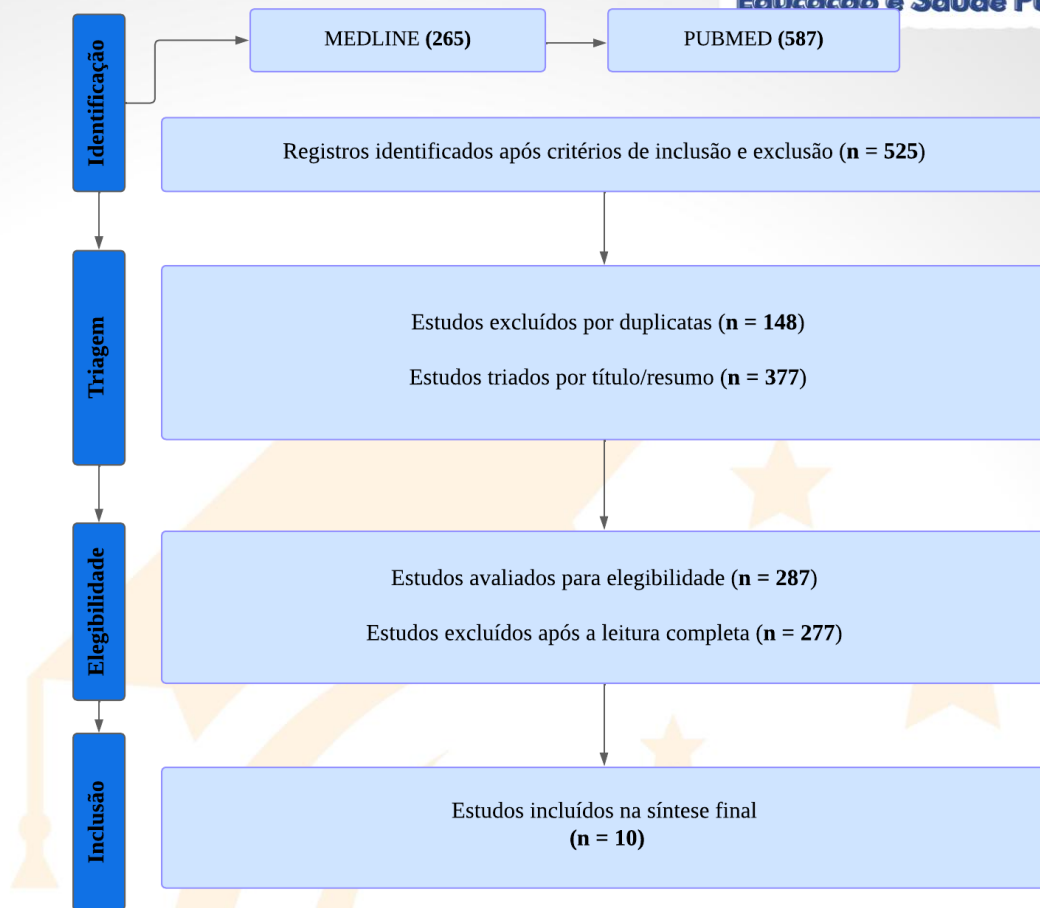 Educação e Saúde
Identificação
MEDLINE (265)
PUBMED (587)
Registros identificados após critérios de inclusão e exclusão (n = 525)
Triagem
Estudos excluídos por duplicatas (n = 148)
Estudos triados por título/resumo (n = 377)
Elegibilidade
Estudos avaliados para elegibilidade (n = 287)
Estudos excluídos após a leitura completa (n = 277)
Inclusão
Estudos incluídos na síntese final
(n = 10)